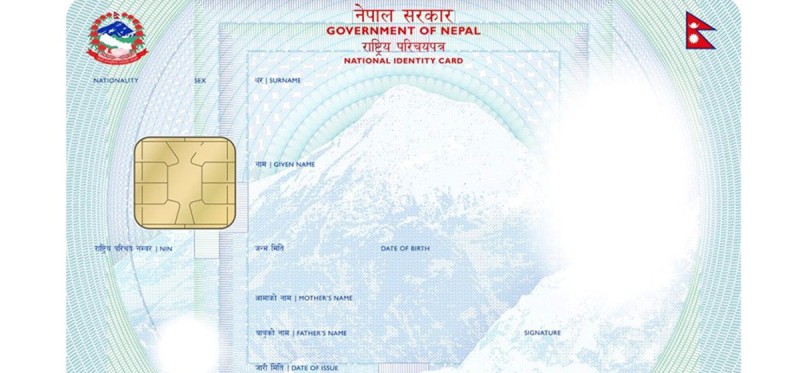 नेपाल सरकार
GOVERNMENT OF NEPAL
राष्ट्रिय परिचयपत्र
NATIONAL IDENTITY CARD
NATIONALITY SEX थर | SURNAME
नाम | GIVEN NAME
राष्ट्रिय परिचय नम्बर | NIN जन्म मिति DATE OF BIRTH
आमाको नाम | MOTHER'S NAME
बाबुको नाम | FATHER'S NAME SIGNATURE
जारी मिति | DATE OF ISSUE